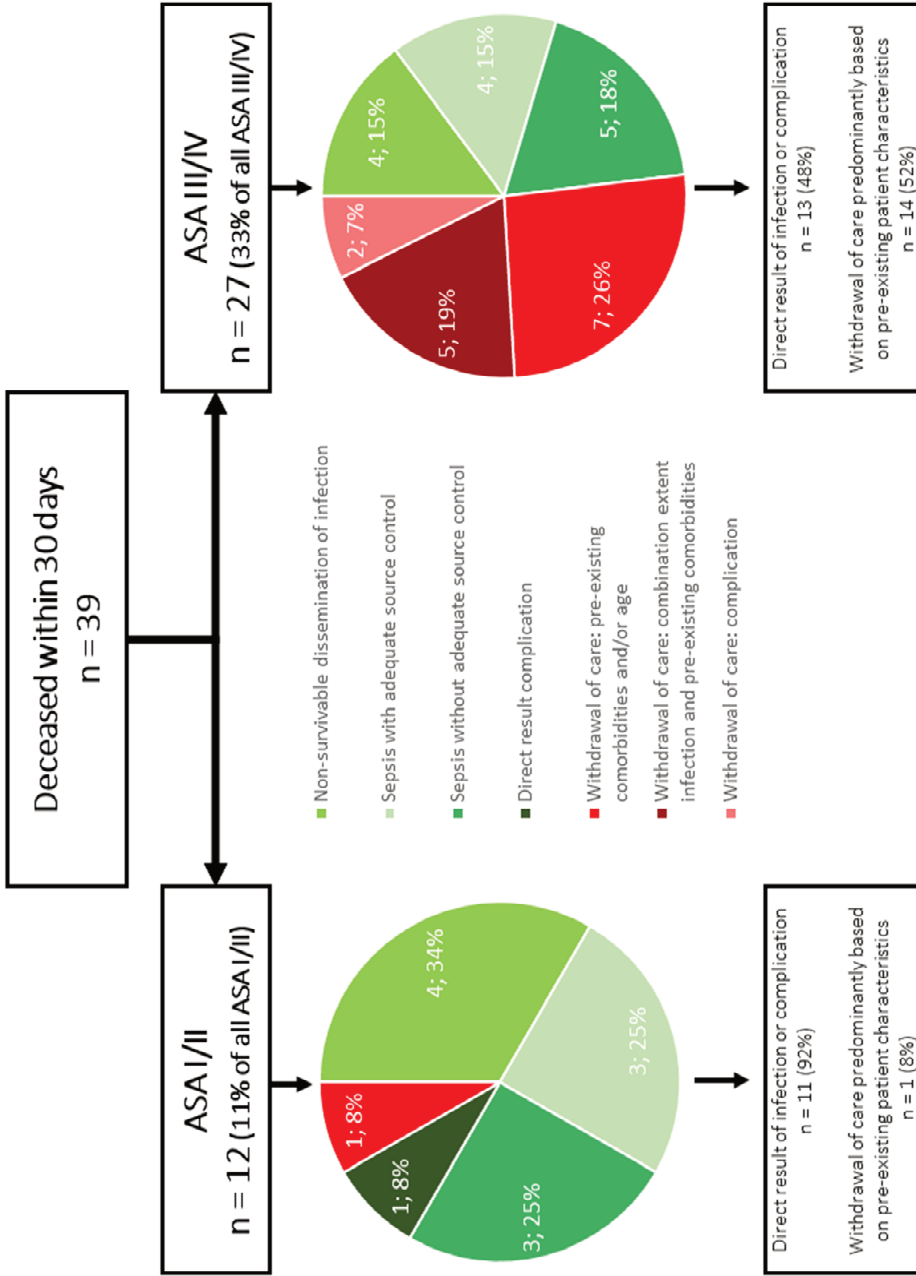 Deceased within 30 days
n = 39
ASA I/II
n = 12 (11% of all ASA I/II)
4; 34%
3; 25%
3; 25%
1; 8%
1; 8%
Direct result of infection or complication
n = 11 (92%)
Withdrawal of care predominantly based
on pre-existing patient characteristics
n = 1 (8%)
Non-survivable dissemination of infection
Sepsis with adequate source control
Sepsis without adequate source control
Direct result complication
Withdrawal of care: pre-existing
comorbidities and/or age
Withdrawal of care: combination extent
infection and pre-existing comorbidities
Withdrawal of care: complication
ASA III/IV
n = 27 (33% of all ASA III/IV)
4; 15%
4; 15%
5; 18%
7; 26%
5; 19%
2; 7%
Direct result of infection or complication
n = 13 (48%)
Withdrawal of care predominantly based
on pre-existing patient characteristics
n = 14 (52%)